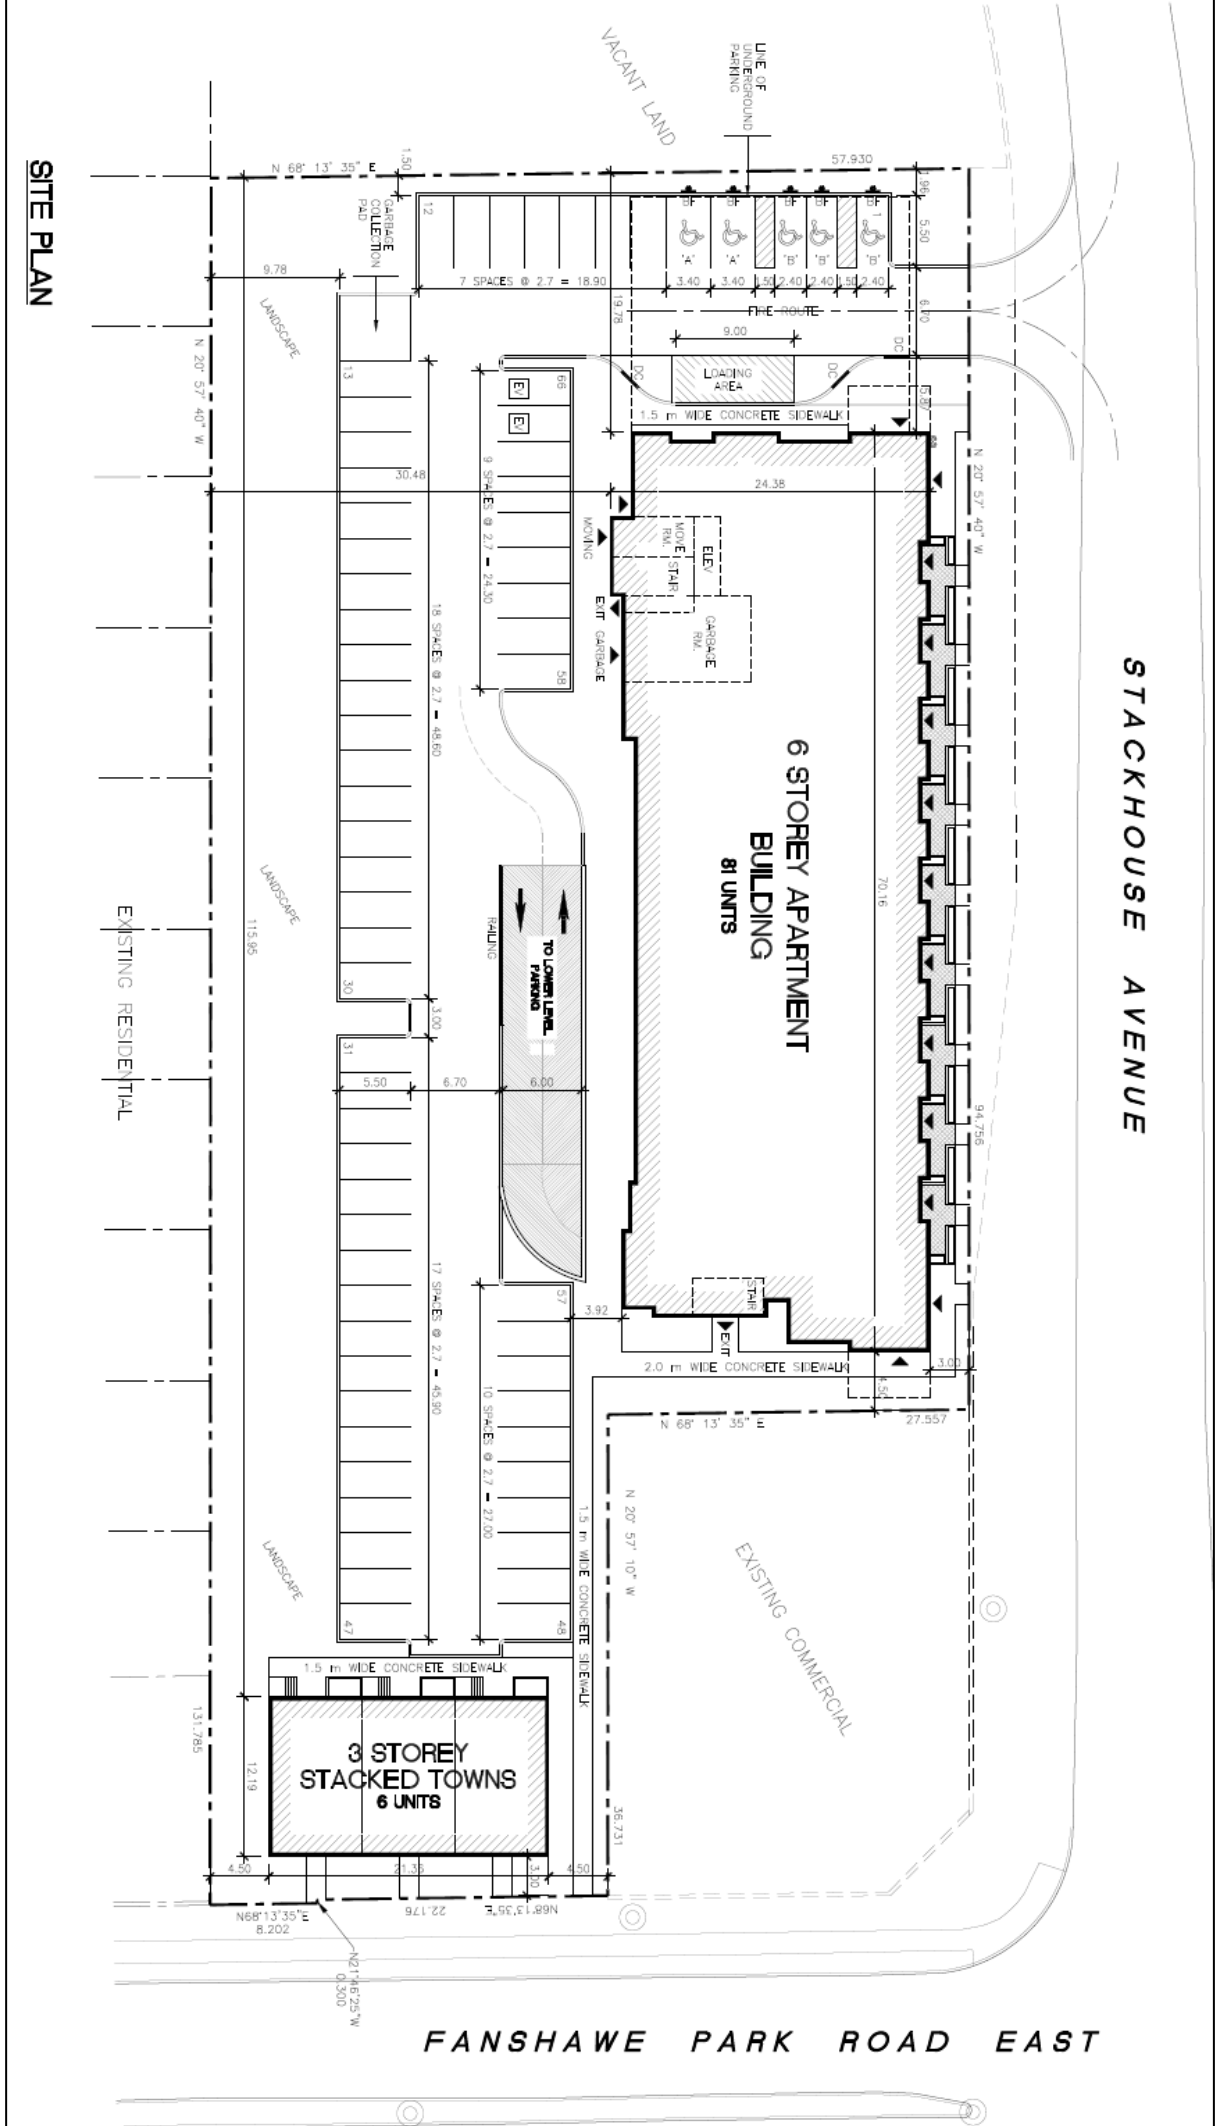 SITE PLAN
VACANT LAND
LINE OF
UNDERGROUND
PARKING
N 68° 13' 35" E
1.50
57.930
1.96
5.50
6.70
5.87
12
GARBAGE
COLLECTION
PAD
9.78
7 SPACES @ 2.7 = 18.90
3.40
3.40
1.50
2.40
2.40
1.50
2.40
'A'
'A'
'B'
'B'
'B'
1
19.78
FIRE ROUTE
9.00
LOADING
AREA
DC
DC
DC
1.5 m WIDE CONCRETE SIDEWALK
LANDSCAPE
N 20° 57' 40" W
13
66
EV
EV
9 SPACES @ 2.7 = 24.30
58
30.48
24.38
N 20° 57' 40" W
MOVING
MOVE
RM.
STAIR
ELEV
EXIT
GARBAGE
GARBAGE
RM.
18 SPACES @ 2.7 = 48.60
6 STOREY APARTMENT
BUILDING
81 UNITS
70.16
STACKHOUSE AVENUE
LANDSCAPE
EXISTING RESIDENTIAL
115.95
RAILING
TO LOWER LEVEL
PARKING
30
3.00
31
5.50
6.70
6.00
94.756
17 SPACES @ 2.7 = 45.90
57
3.92
STAIR
EXIT
2.0 m WIDE CONCRETE SIDEWALK
3.00
4.50
27.557
N 68° 13' 35" E
10 SPACES @ 2.7 = 27.00
N 20° 57' 10" W
1.5 m WIDE CONCRETE SIDEWALK
EXISTING COMMERCIAL
LANDSCAPE
47
48
1.5 m WIDE CONCRETE SIDEWALK
131.785
12.19
3 STOREY
STACKED TOWNS
6 UNITS
36.731
4.50
21.35
3.00
4.50
N68°13'35"E
8.202
22.176
N68°13'35"E
N21°46'25"W
0.300
FANSHAWE PARK ROAD EAST